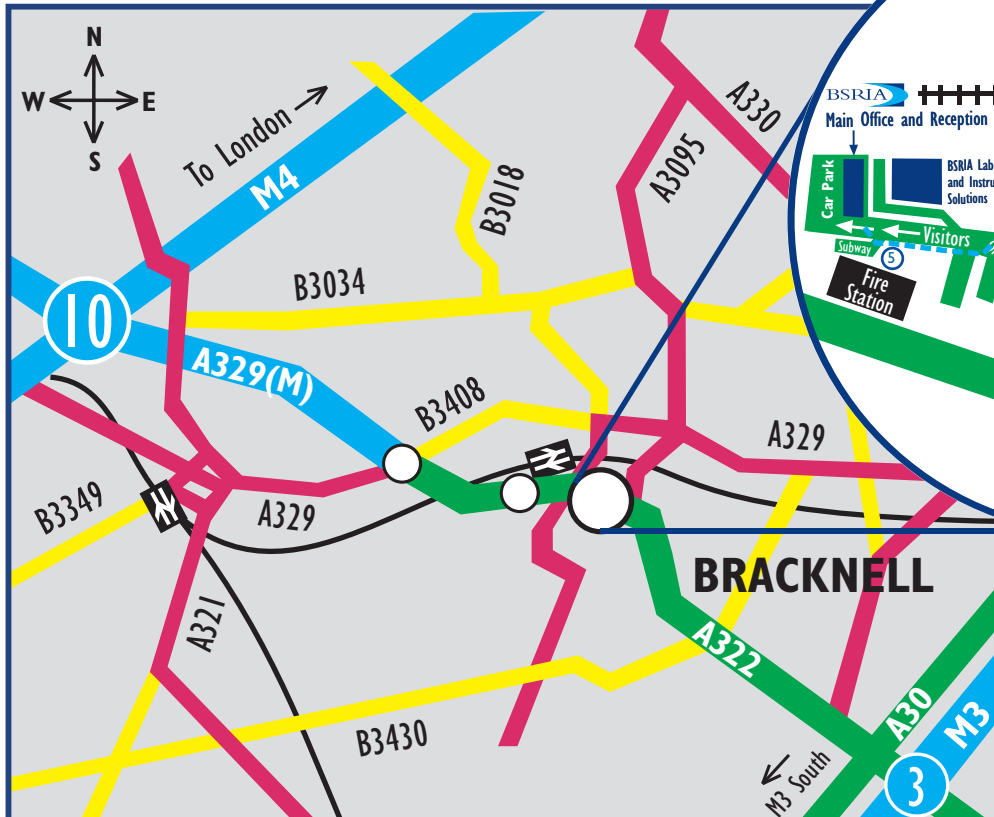 N
W E
S
To London
M4
10
A329(M)
B3034
B3018
A3095
A330
BSRIA
Main Office and Reception
Car Park
BSRIA Lab
and Instru
Solutions
Visitors
Subway
5
Fire
Station
B3408
A329
B3349
A329
A321
BRACKNELL
A322
B3430
A30
M3
M3 South
3